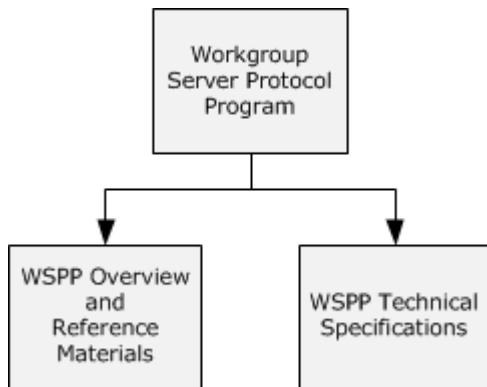 Workgroup
Server Protocol
Program
WSPP Overview
and
Reference
Materials
WSPP Technical
Specifications